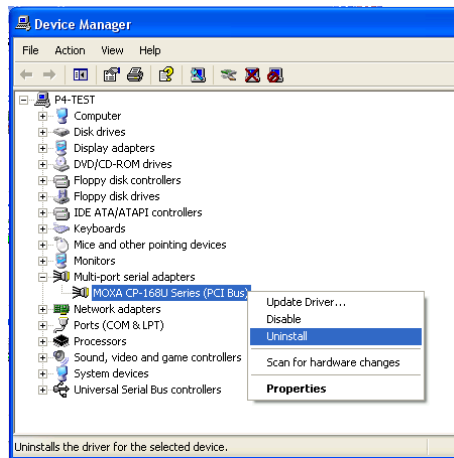 Device Manager
File Action View Help
P4-TEST
Computer
Disk drives
Display adapters
DVD/CD-ROM drives
Floppy disk controllers
Floppy disk drives
IDE ATA/ATAPI controllers
Keyboards
Mice and other pointing devices
Monitors
Multi-port serial adapters
MOXA CP-168U Series (PCI Bus)
Network adapters
Ports (COM & LPT)
Processors
Sound, video and game controllers
System devices
Universal Serial Bus controllers
Update Driver...
Disable
Uninstall
Scan for hardware changes
Properties
Uninstalls the driver for the selected device.